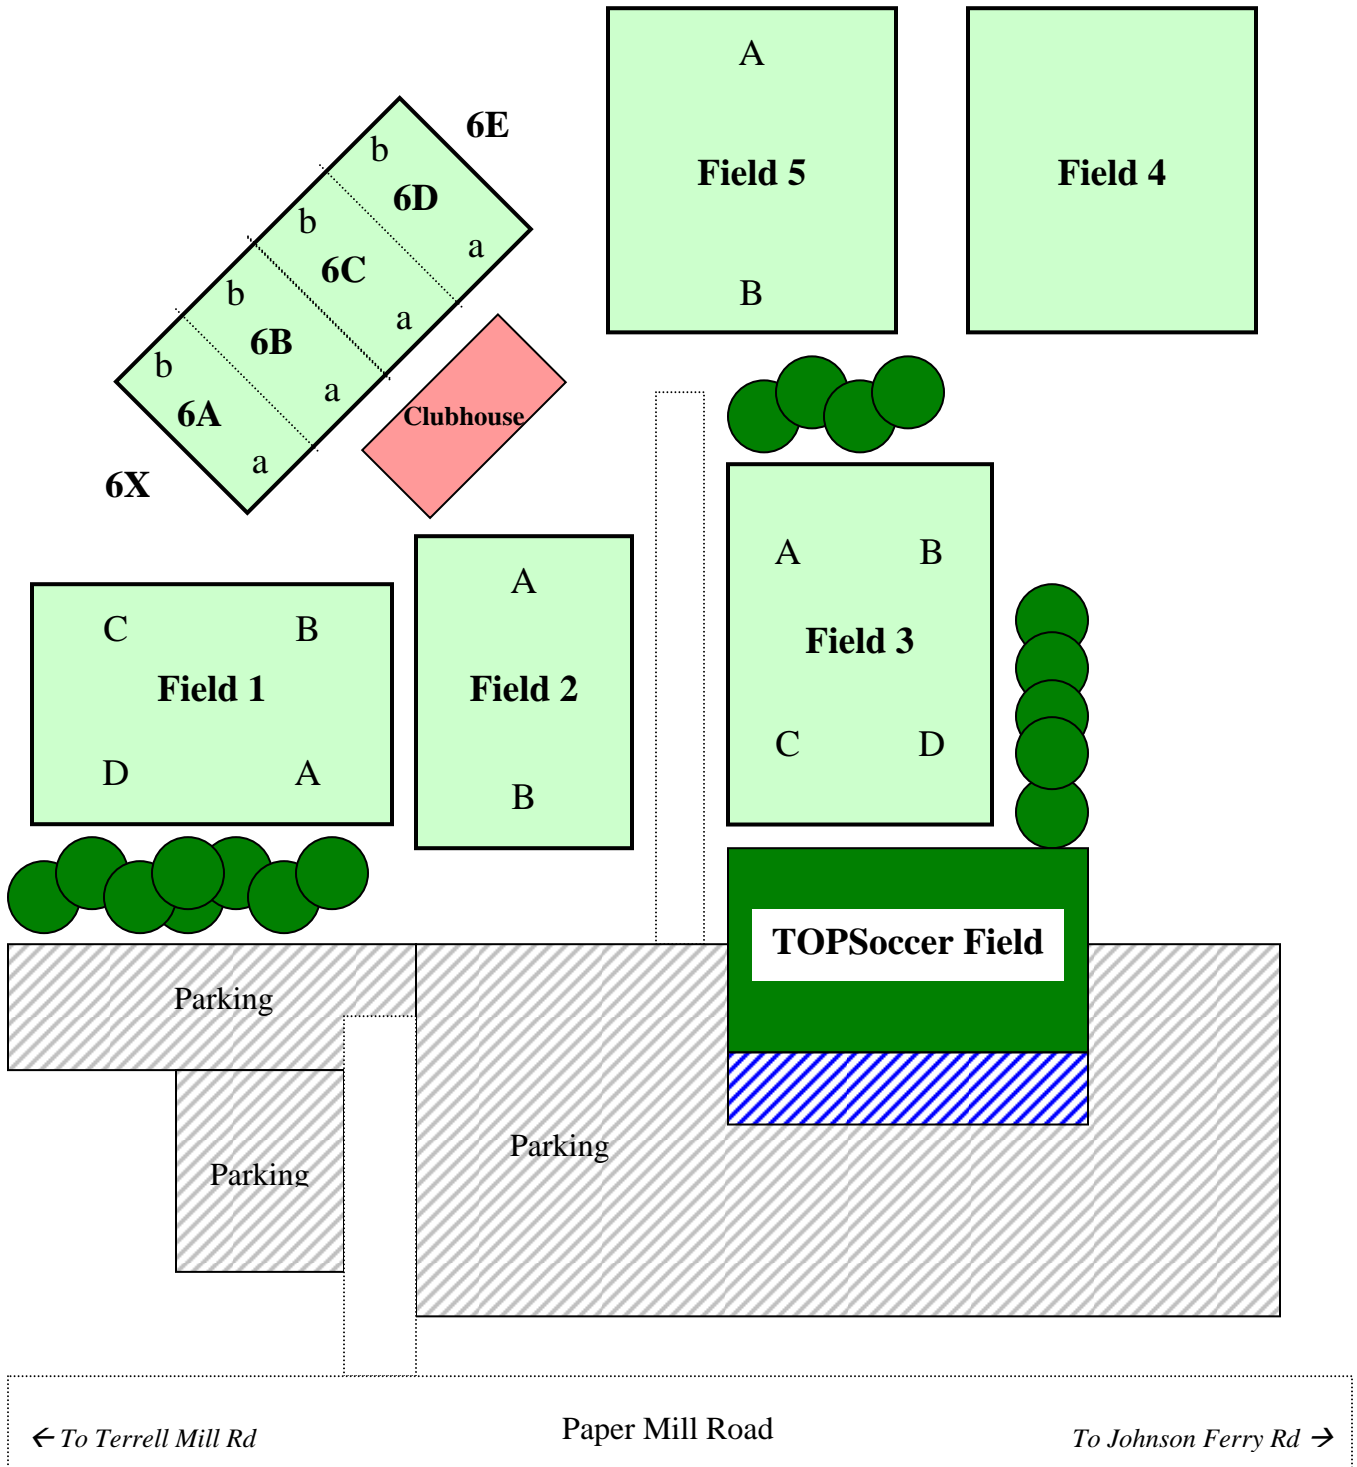 A
Field 5
B
Field 4
6E
b
6D
a
b
6C
a
b
6B
a
b
6A
a
6X
Clubhouse
C B
Field 1
D A
A
Field 2
B
A B
Field 3
C D
TOPSoccer Field
Parking
Parking
Parking
← To Terrell Mill Rd
Paper Mill Road
To Johnson Ferry Rd →